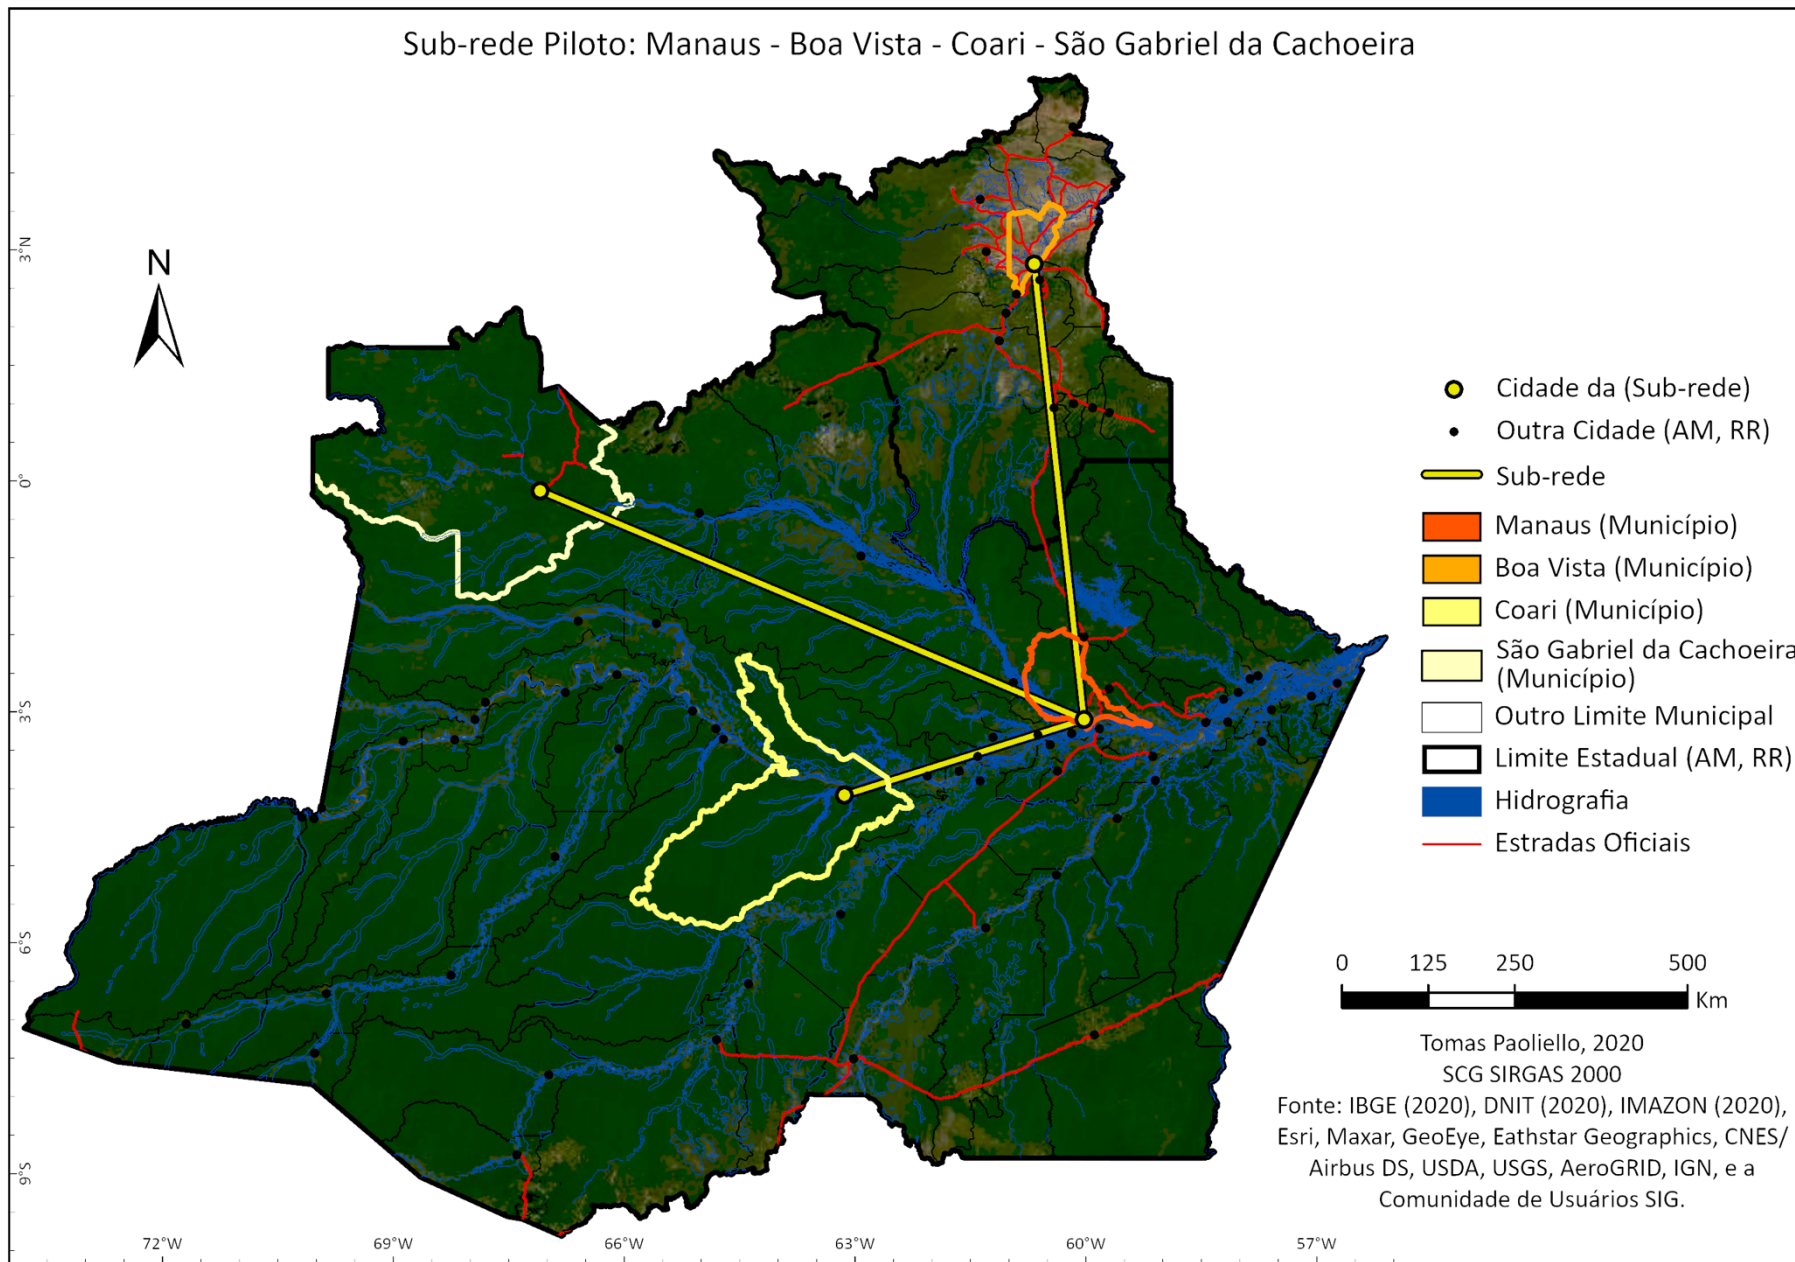 Sub-rede Piloto: Manaus - Boa Vista - Coari - São Gabriel da Cachoeira
N
3°N
0°
3°S
6°S
9°S
72°W
69°W
66°W
63°W
60°W
57°W
Cidade da (Sub-rede)
Outra Cidade (AM, RR)
Sub-rede
Manaus (Município)
Boa Vista (Município)
Coari (Município)
São Gabriel da Cachoeira
(Município)
Outro Limite Municipal
Limite Estadual (AM, RR)
Hidrografia
Estradas Oficiais
0 125 250 500
Km
Tomas Paoliello, 2020
SCG SIRGAS 2000
Fonte: IBGE (2020), DNIT (2020), IMAZON (2020),
Esri, Maxar, GeoEye, Eathstar Geographics, CNES/
Airbus DS, USDA, USGS, AeroGRID, IGN, e a
Comunidade de Usuários SIG.